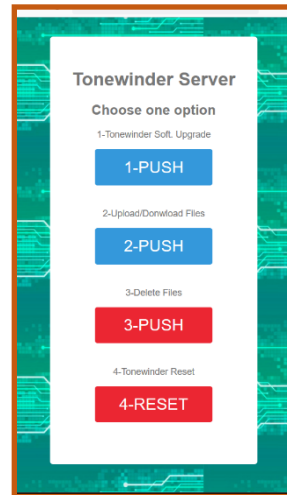 Tonewinder Server
Choose one option
1-Tonewinder Soft. Upgrade
1-PUSH
2-Upload/Donwload Files
2-PUSH
3-Delete Files
3-PUSH
4-Tonewinder Reset
4-RESET